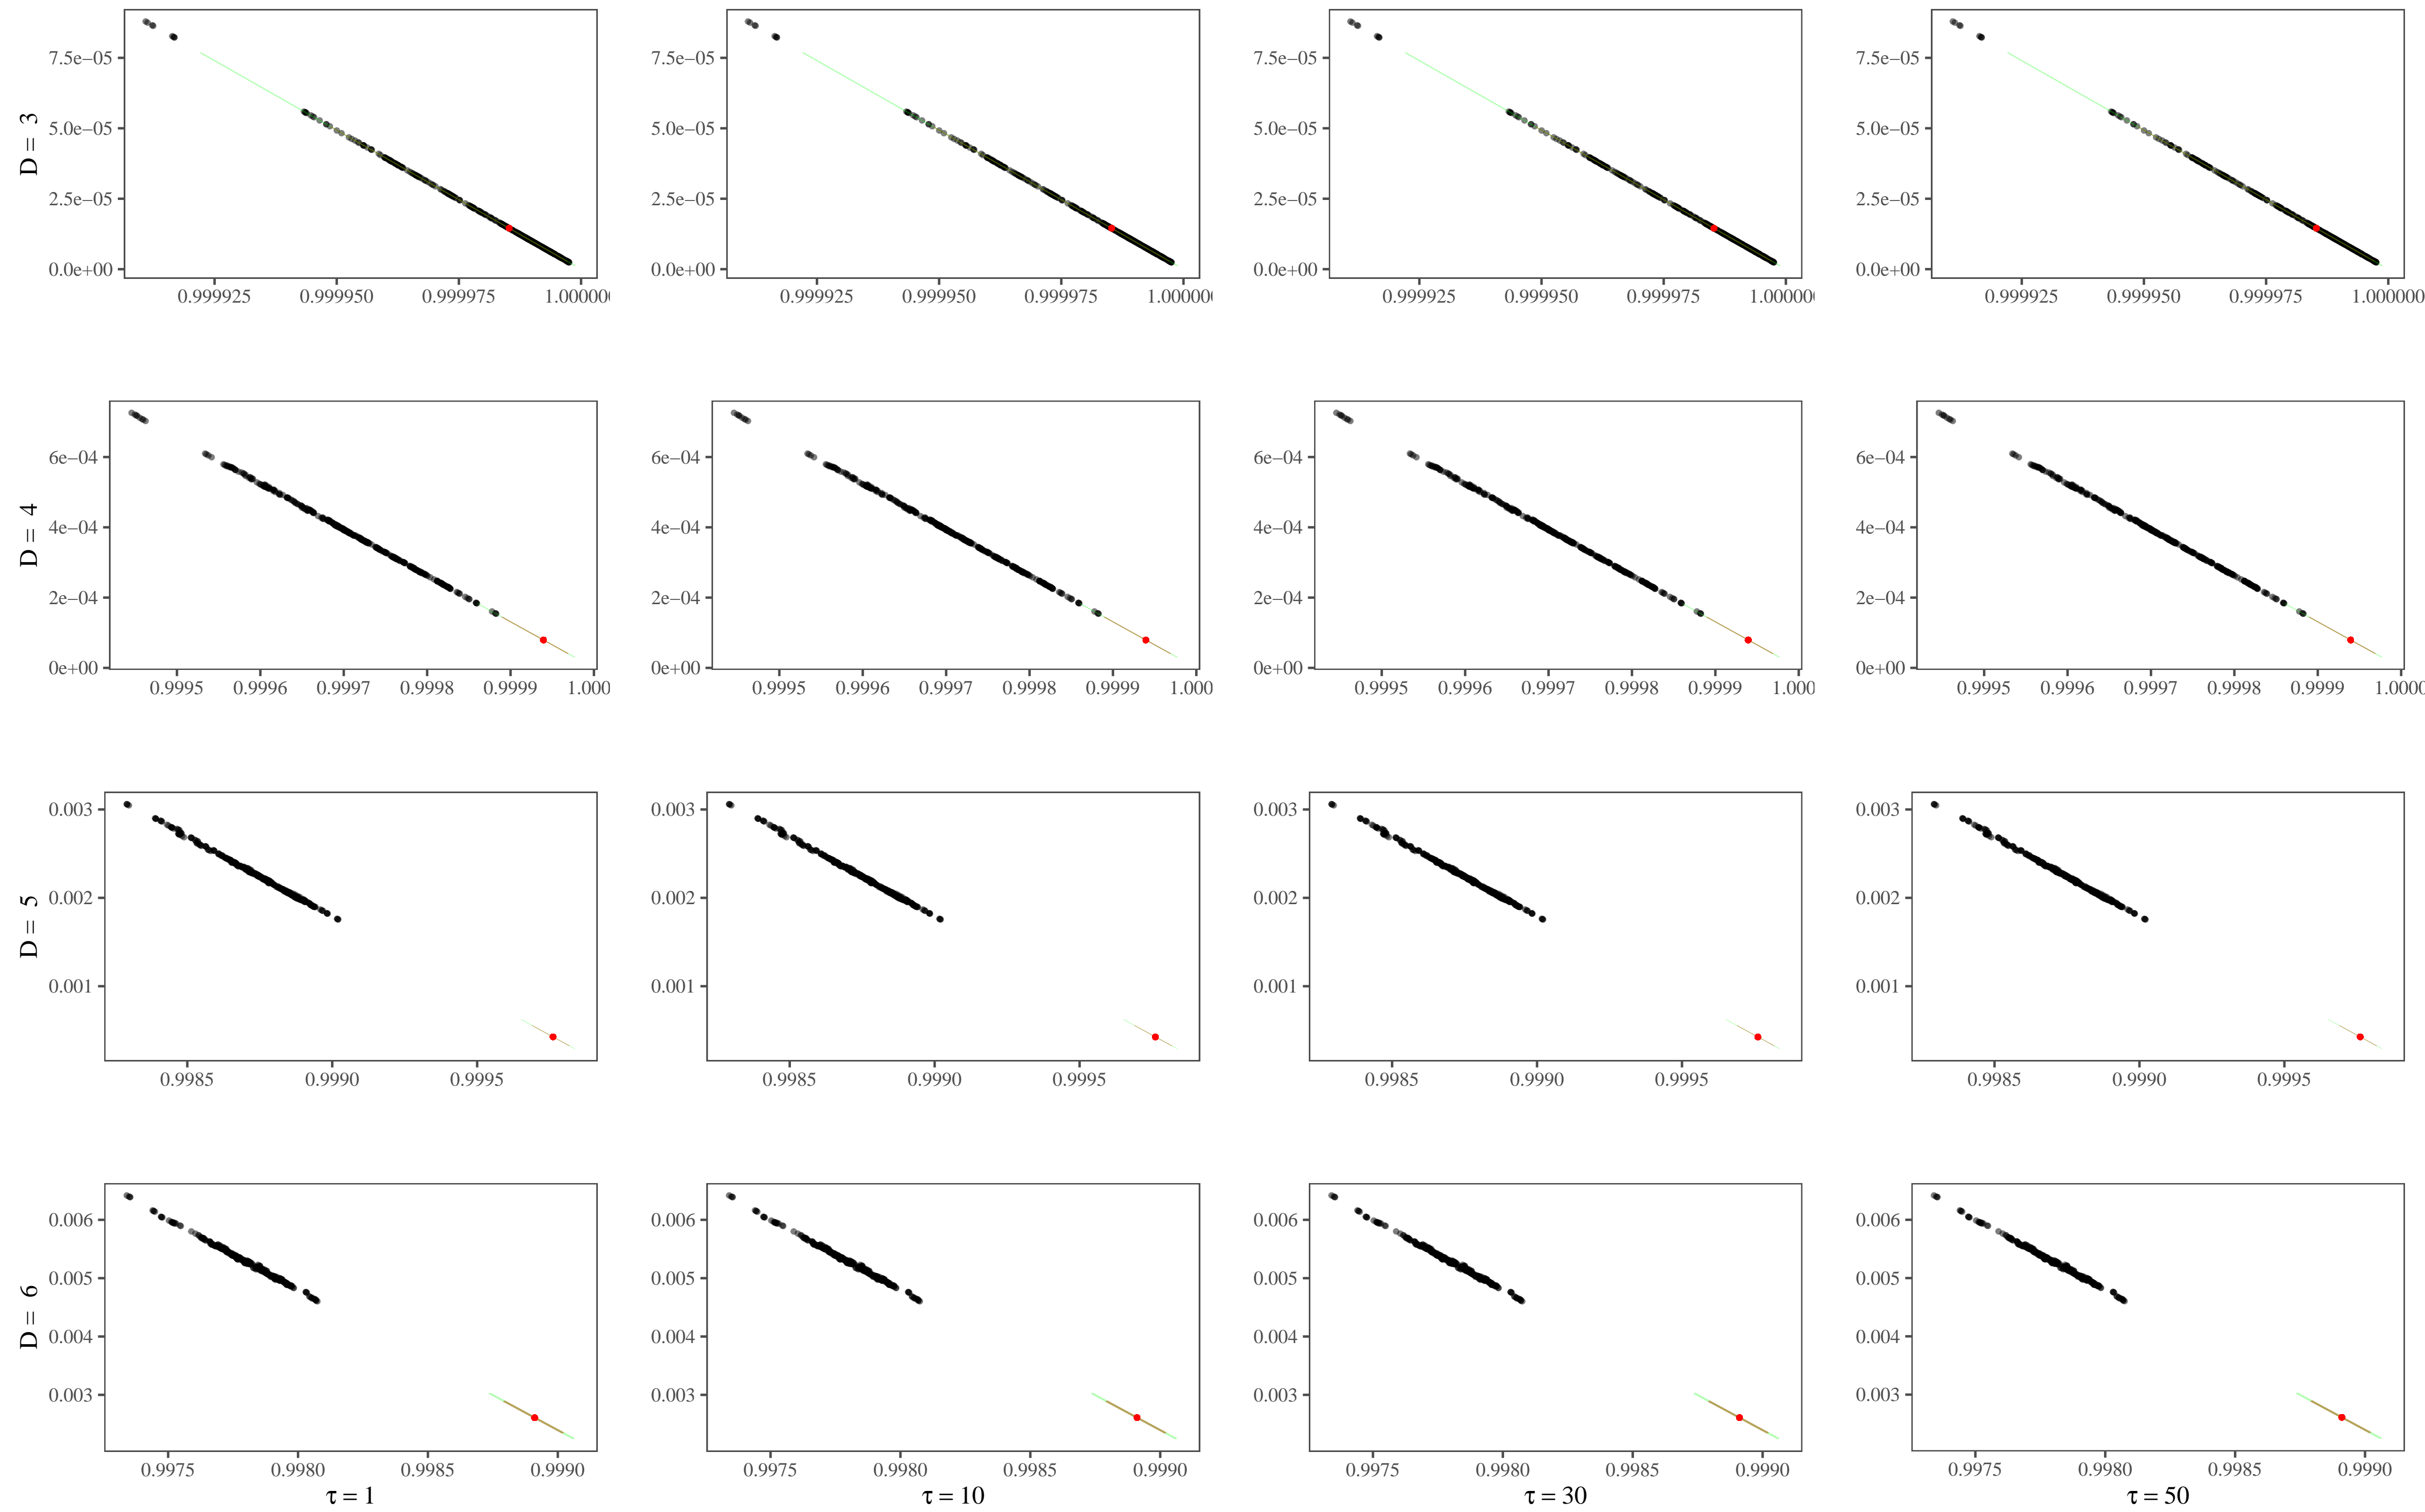 7.5e−05 7.5e−05 7.5e−05 7.5e−05
5.0e−05 5.0e−05 5.0e−05 5.0e−05
D = 3
2.5e−05 2.5e−05 2.5e−05 2.5e−05
0.0e+00 0.0e+00 0.0e+00 0.0e+00
0.999925 0.999950 0.999975 1.00000 0.999925 0.999950 0.999975 1.00000 0.999925 0.999950 0.999975 1.00000 0.999925 0.999950 0.999975 1.000000
6e−04 6e−04 6e−04 6e−04
D = 4
4e−04 4e−04 4e−04 4e−04
2e−04 2e−04 2e−04 2e−04
0e+00 0e+00 0e+00 0e+00
0.9995 0.9996 0.9997 0.9998 0.9999 1.000 0.9995 0.9996 0.9997 0.9998 0.9999 1.000 0.9995 0.9996 0.9997 0.9998 0.9999 1.000 0.9995 0.9996 0.9997 0.9998 0.9999 1.0000
0.003 0.003 0.003 0.003
0.002 0.002 0.002 0.002
D = 5
0.001 0.001 0.001 0.001
0.9985 0.9990 0.9995 0.9985 0.9990 0.9995 0.9985 0.9990 0.9995 0.9985 0.9990 0.9995
0.006 0.006 0.006 0.006
0.005 0.005 0.005 0.005
D = 6
0.004 0.004 0.004 0.004
0.003 0.003 0.003 0.003
0.9975 0.9980 0.9985 0.9990 0.9975 0.9980 0.9985 0.9990 0.9975 0.9980 0.9985 0.9990 0.9975 0.9980 0.9985 0.9990
τ = 1 τ = 10 τ = 30 τ = 50